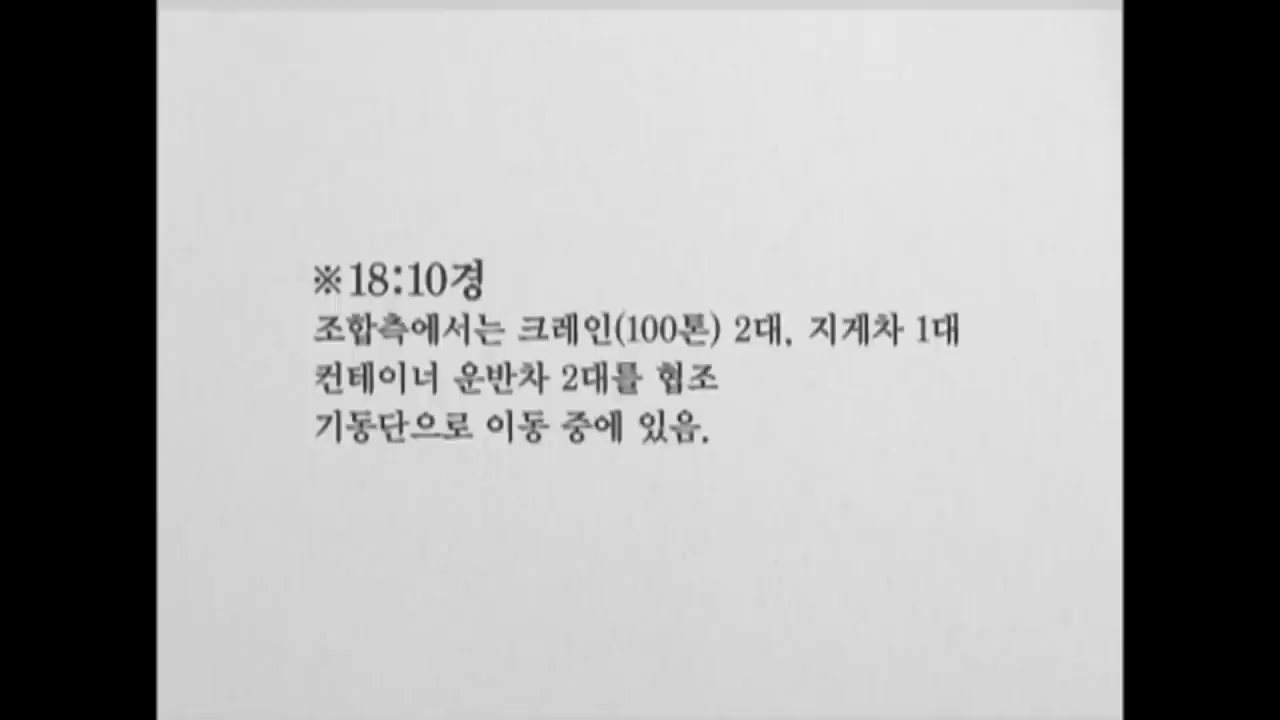 ※18:10경
조합측에서는 크레인(100톤) 2대, 지게차 1대
컨테이너 운반차 2대를 협조
기동단으로 이동 중에 있음.